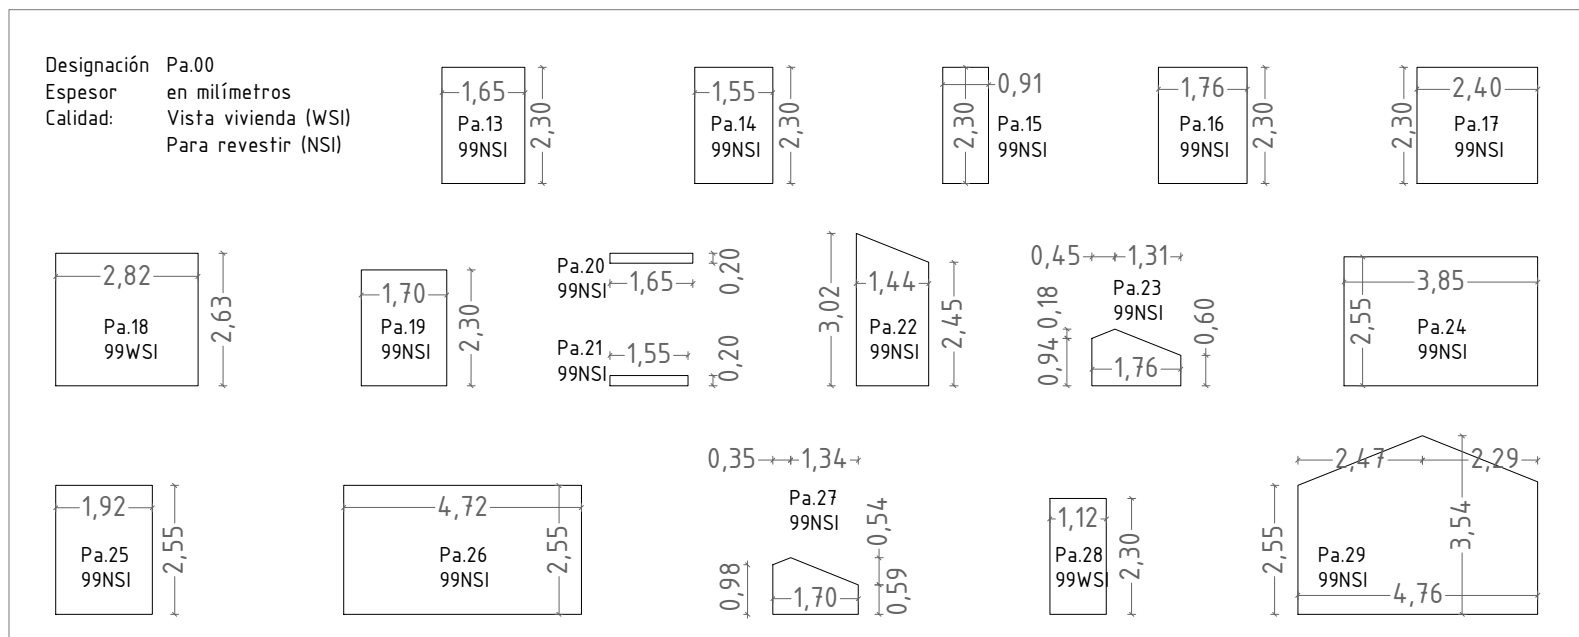 Designación Pa.00
Espesor en milímetros
Calidad: Vista vivienda (WSI)
Para revestir (NSI)
1,65
2,30
Pa.13
99NSI
1,55
2,30
Pa.14
99NSI
0,91
2,30
Pa.15
99NSI
1,76
2,30
Pa.16
99NSI
2,40
2,30
Pa.17
99NSI
2,82
2,63
Pa.18
99WSI
1,70
2,30
Pa.19
99NSI
Pa.20
99NSI
1,65
0,20
Pa.21
99NSI
1,55
0,20
3,02
1,44
2,45
Pa.22
99NSI
0,45
1,31
Pa.23
99NSI
0,18
0,94
0,60
1,76
3,85
2,55
Pa.24
99NSI
1,92
2,55
Pa.25
99NSI
4,72
2,55
Pa.26
99NSI
0,35
1,34
Pa.27
99NSI
0,54
0,98
0,59
1,70
1,12
2,30
Pa.28
99WSI
2,47
2,29
2,55
3,54
Pa.29
99NSI
4,76